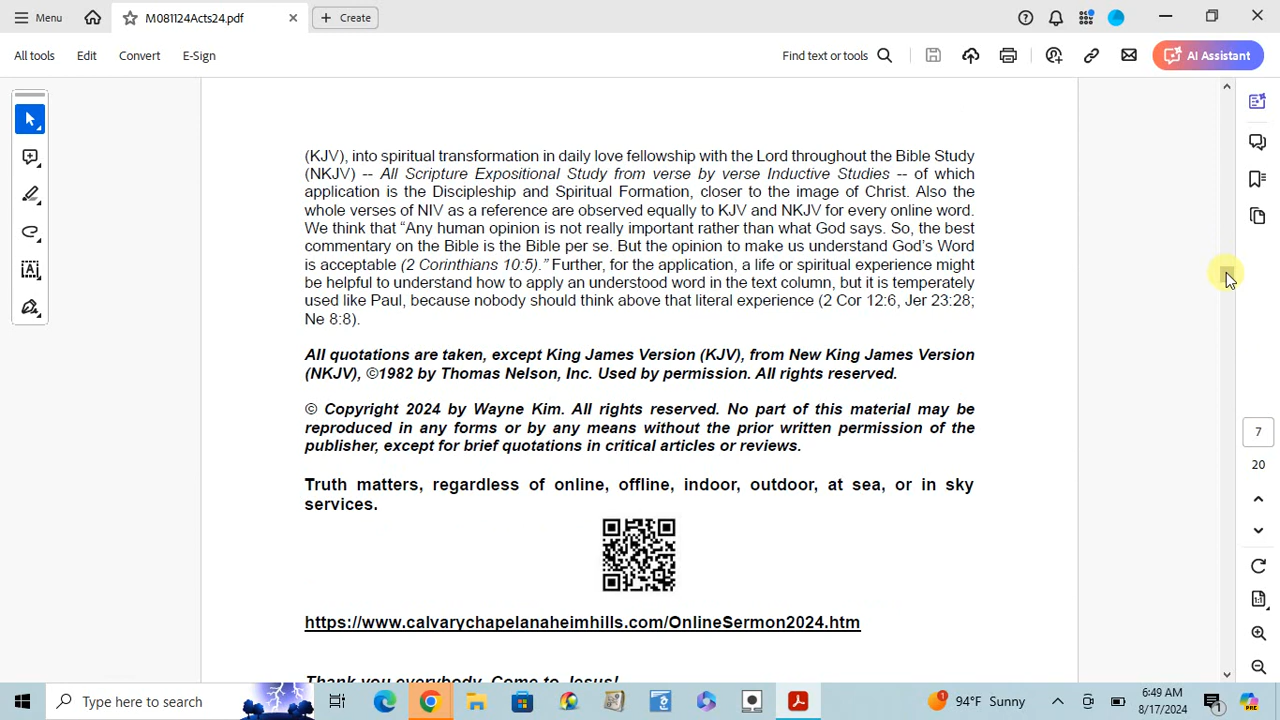 Menu
M081124Acts24.pdf
Create
All tools
Edit
Convert
E-Sign
Find text or tools
AI Assistant
(KJV), into spiritual transformation in daily love fellowship with the Lord throughout the Bible Study
(NKJV) -- All Scripture Expositional Study from verse by verse Inductive Studies -- of which
application is the Discipleship and Spiritual Formation, closer to the image of Christ. Also the
whole verses of NIV as a reference are observed equally to KJV and NKJV for every online word.
We think that “Any human opinion is not really important rather than what God says. So, the best
commentary on the Bible is the Bible per se. But the opinion to make us understand God’s Word
is acceptable (2 Corinthians 10:5).” Further, for the application, a life or spiritual experience might
be helpful to understand how to apply an understood word in the text column, but it is temperately
used like Paul, because nobody should think above that literal experience (2 Cor 12:6, Jer 23:28;
Ne 8:8).
All quotations are taken, except King James Version (KJV), from New King James Version
(NKJV), ©1982 by Thomas Nelson, Inc. Used by permission. All rights reserved.
© Copyright 2024 by Wayne Kim. All rights reserved. No part of this material may be
reproduced in any forms or by any means without the prior written permission of the
publisher, except for brief quotations in critical articles or reviews.
Truth matters, regardless of online, offline, indoor, outdoor, at sea, or in sky
services.
https://www.calvarychapelanaheimhills.com/OnlineSermon2024.htm
Thank you everybody. Come to Jesus!
7
20
Type here to search
1
94°F Sunny
6:49 AM
8/17/2024
1
PRE